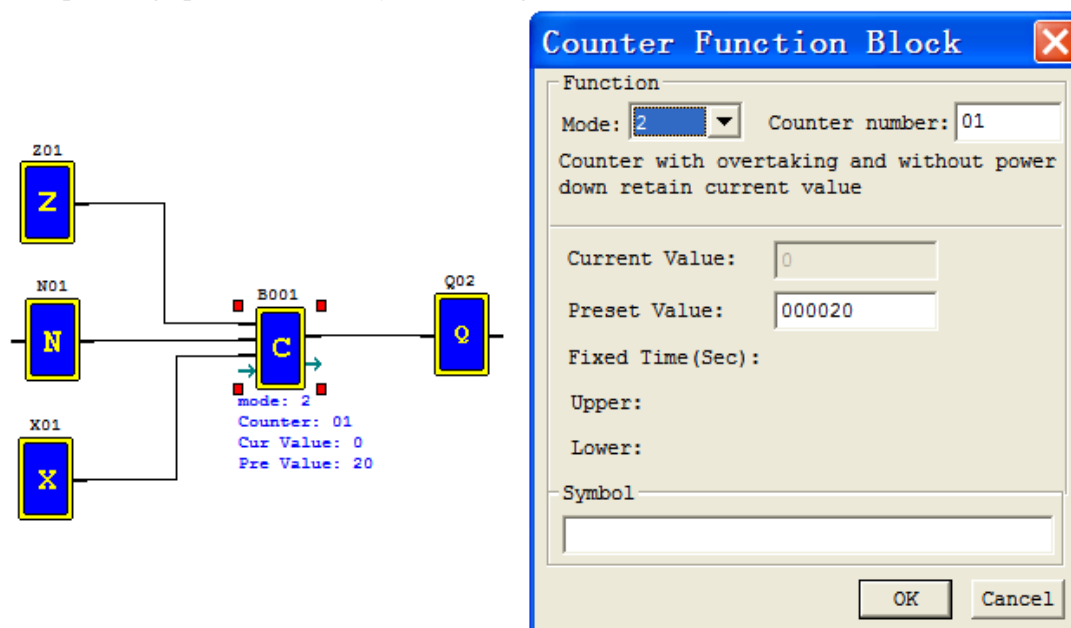 Z01
Z
N01
N
X01
X
B001
C
mode: 2
Counter: 01
Cur Value: 0
Pre Value: 20
Q02
Q
Counter Function Block
Function
Mode: 2 Counter number: 01
Counter with overtaking and without power
down retain current value
Current Value: 0
Preset Value: 000020
Fixed Time(Sec):
Upper:
Lower:
Symbol
OK Cancel